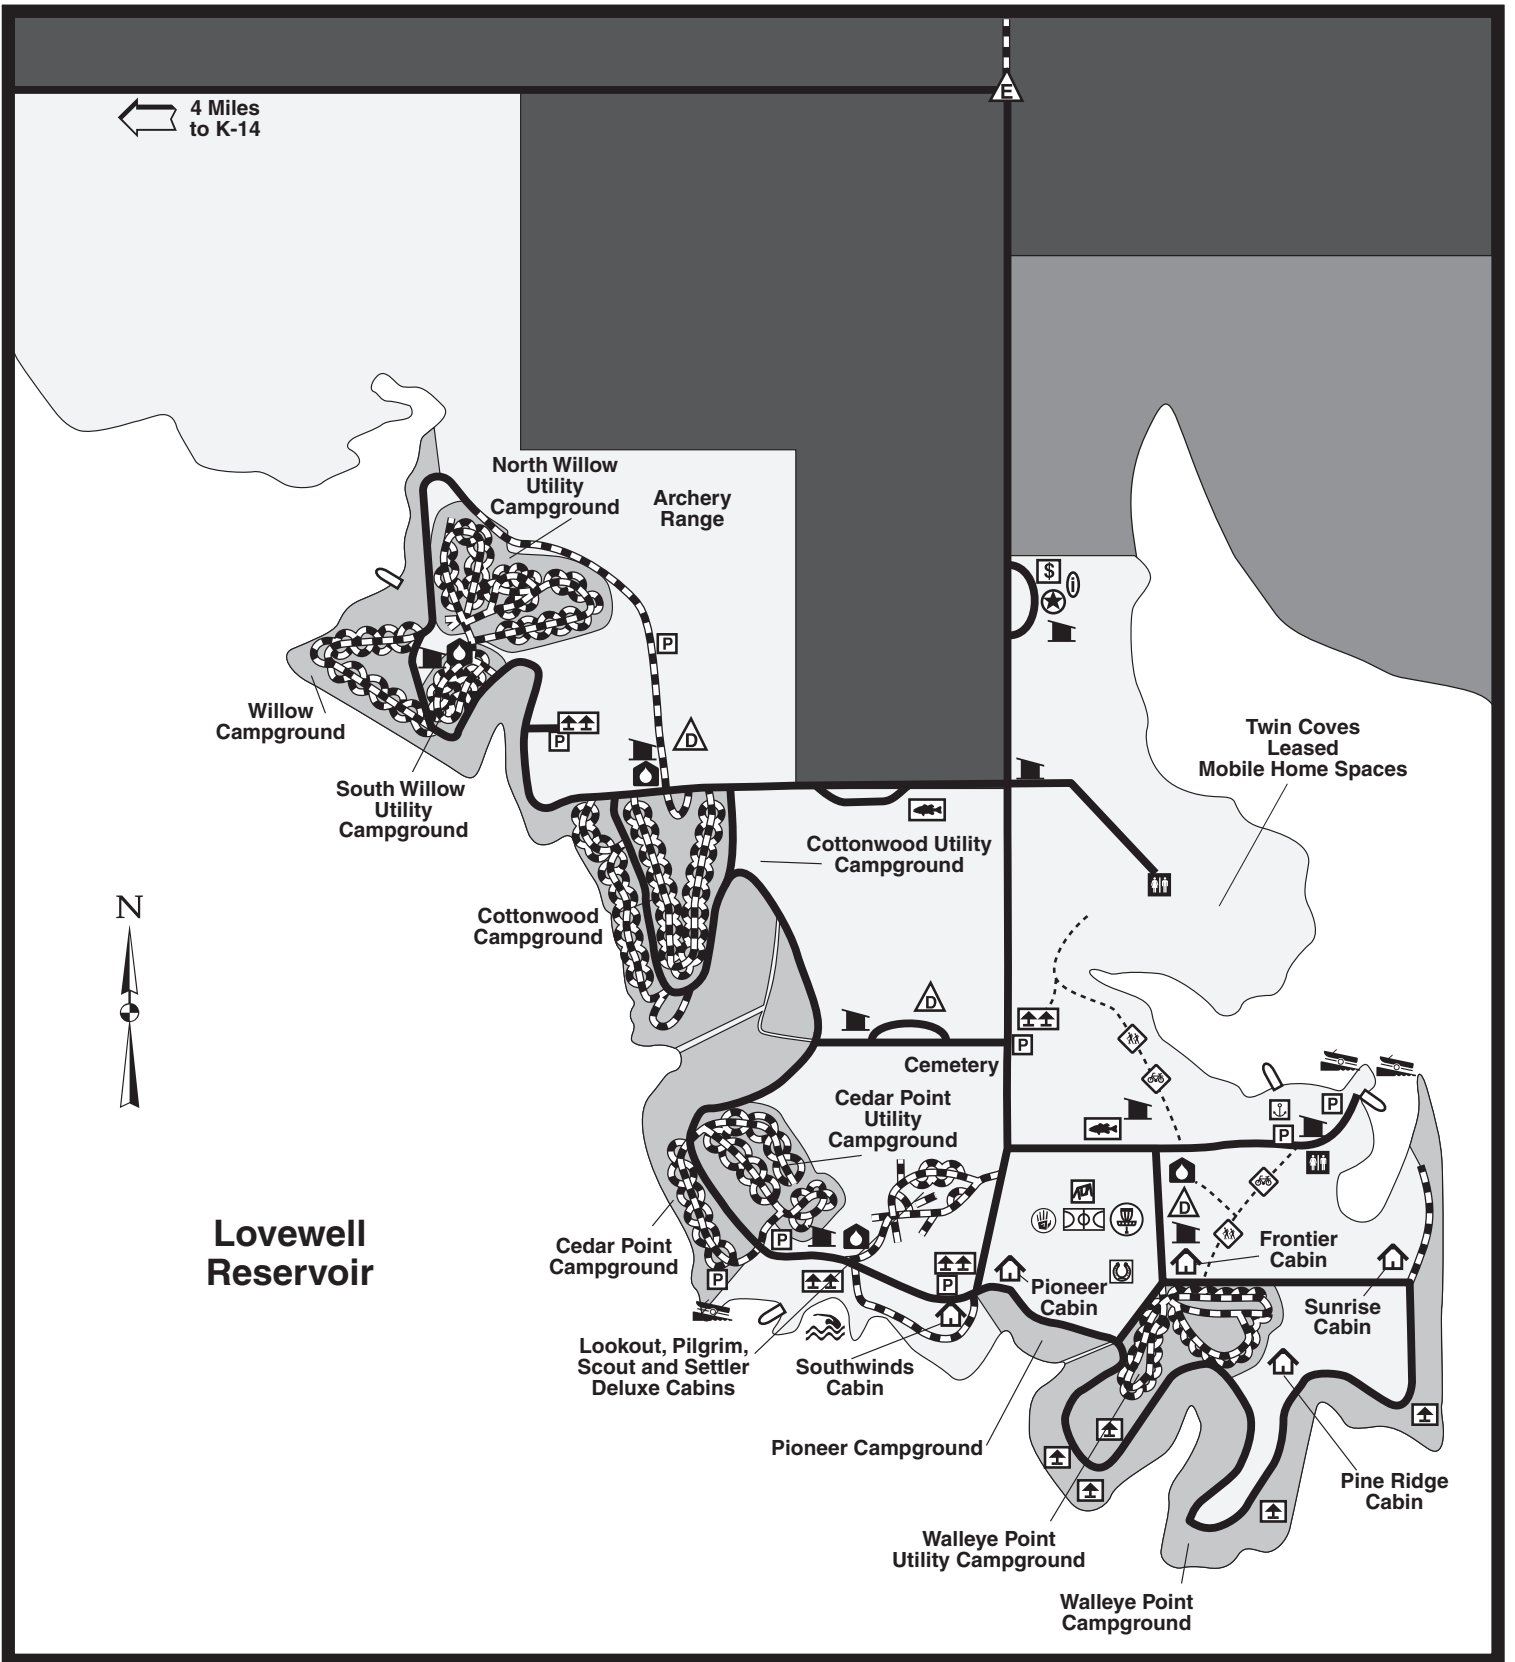 E
4 Miles
to K-14
North Willow
Utility
Campground
Archery
Range
$
i
P
Willow
Campground
P
D
Twin Coves
Leased
Mobile Home Spaces
South Willow
Utility
Campground
Cottonwood Utility
Campground
N
Cottonwood
Campground
D
P
Cemetery
Cedar Point
Utility
Campground
P
P
D
Lovewell
Reservoir
Cedar Point
Campground
P
P
P
Frontier
Cabin
Pioneer
Cabin
Sunrise
Cabin
Lookout, Pilgrim,
Scout and Settler
Deluxe Cabins
Southwinds
Cabin
Pioneer Campground
Pine Ridge
Cabin
Walleye Point
Utility Campground
Walleye Point
Campground